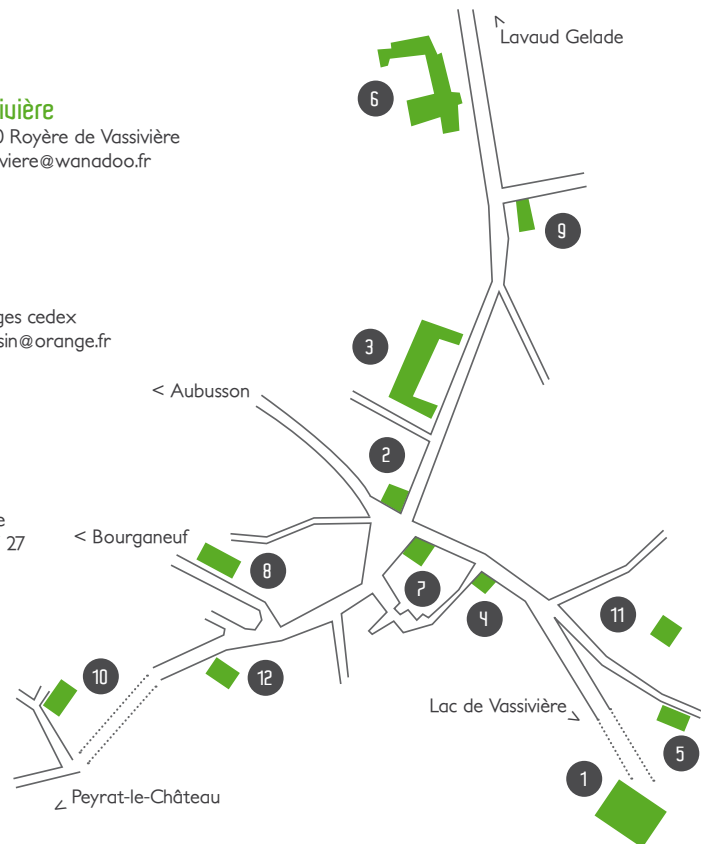 Lavaud Gelade
ivière
0 Royère de Vassivière
viere@wanadoo.fr
6
9
ges cedex
sin@orange.fr
3
< Aubusson
2
e
27
< Bourganeuf
8
7
4
11
10
12
Lac de Vassivière
5
1
Peyrat-le-Château